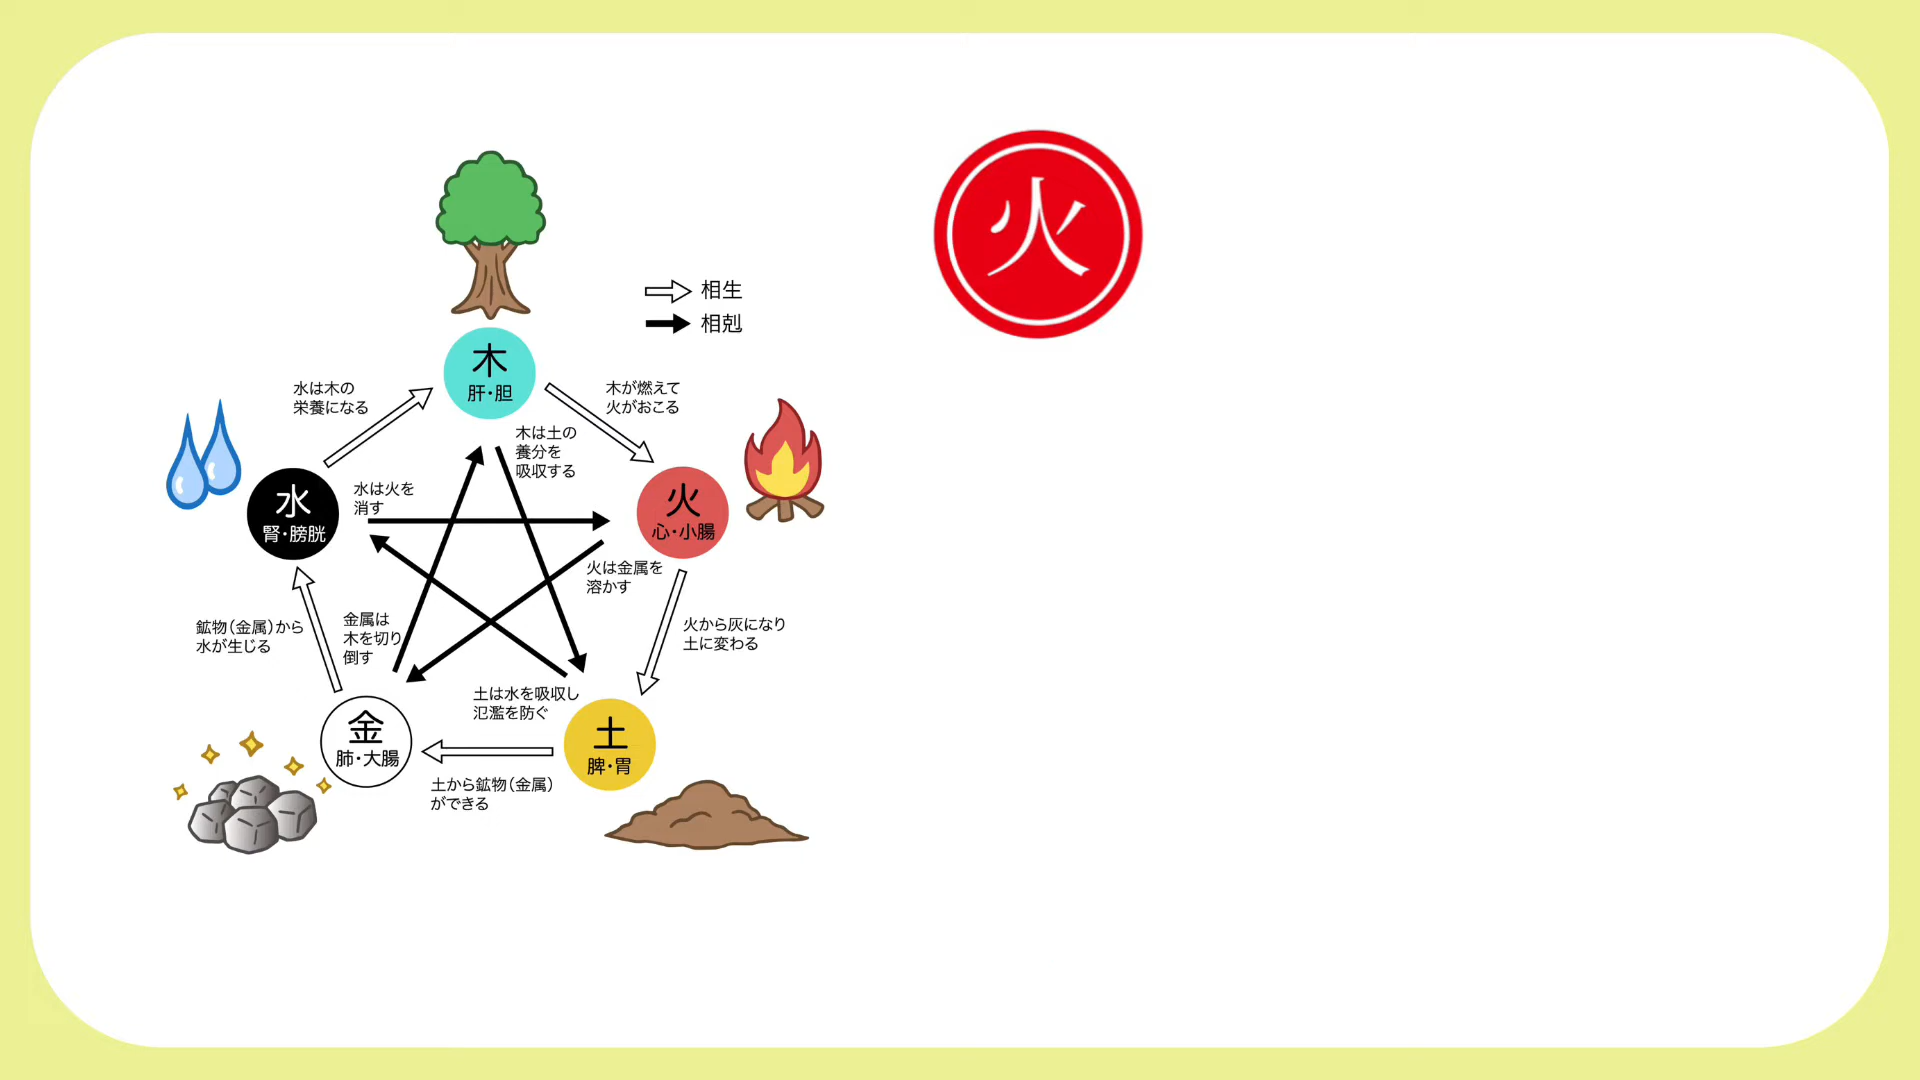 火
相生
相剋
木
肝・胆
水は木の
栄養になる
木が燃えて
火がおこる
木は土の
養分を
吸収する
水
腎・膀胱
水は火を
消す
火
心・小腸
火は金属を
溶かす
鉱物(金属)から
水が生じる
金属は
木を切り
倒す
火から灰になり
土に変わる
土は水を吸収し
氾濫を防ぐ
金
肺・大腸
土
脾・胃
土から鉱物(金属)
ができる